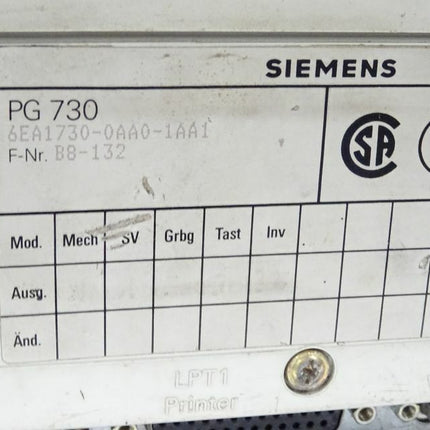 SIEMENS
PG 730
6EA1730-0AA0-1AA1
F-Nr. B8-132
Mod. Mech SV Grbg Tast Inv
Ausg.
Änd.
LPT1
Printer